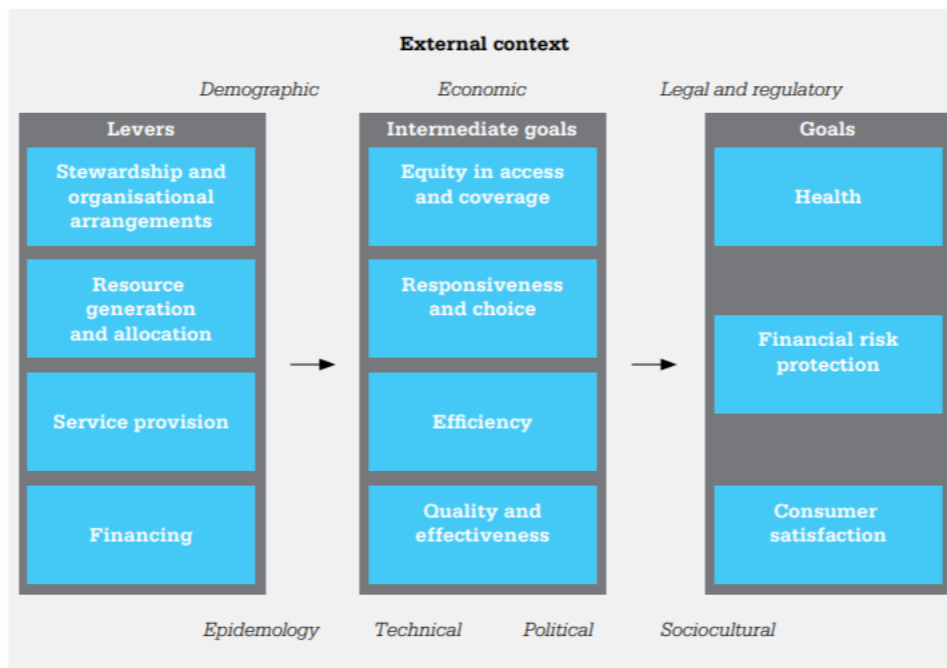 External context
Demographic Economic Legal and regulatory
Levers
Stewardship and
organisational
arrangements
Resource
generation
and allocation
Service provision
Financing
Intermediate goals
Equity in access
and coverage
Responsiveness
and choice
Efficiency
Quality and
effectiveness
Goals
Health
Financial risk
protection
Consumer
satisfaction
Epidemology Technical Political Sociocultural